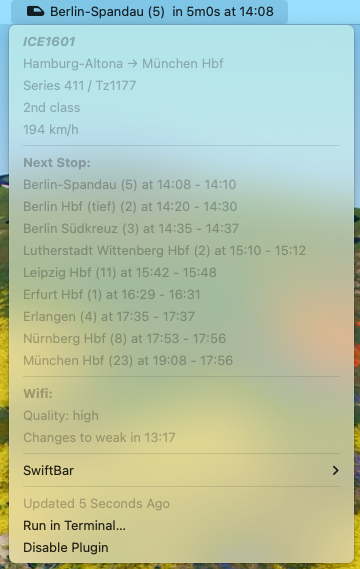 Berlin-Spandau (5) in 5m0s at 14:08
ICE1601
Hamburg-Altona → München Hbf
Series 411 / Tz1177
2nd class
194 km/h
Next Stop:
Berlin-Spandau (5) at 14:08 - 14:10
Berlin Hbf (tief) (2) at 14:20 - 14:30
Berlin Südkreuz (3) at 14:35 - 14:37
Lutherstadt Wittenberg Hbf (2) at 15:10 - 15:12
Leipzig Hbf (11) at 15:42 - 15:48
Erfurt Hbf (1) at 16:29 - 16:31
Erlangen (4) at 17:35 - 17:37
Nürnberg Hbf (8) at 17:53 - 17:56
München Hbf (23) at 19:08 - 17:56
Wifi:
Quality: high
Changes to weak in 13:17
SwiftBar
Updated 5 Seconds Ago
Run in Terminal...
Disable Plugin